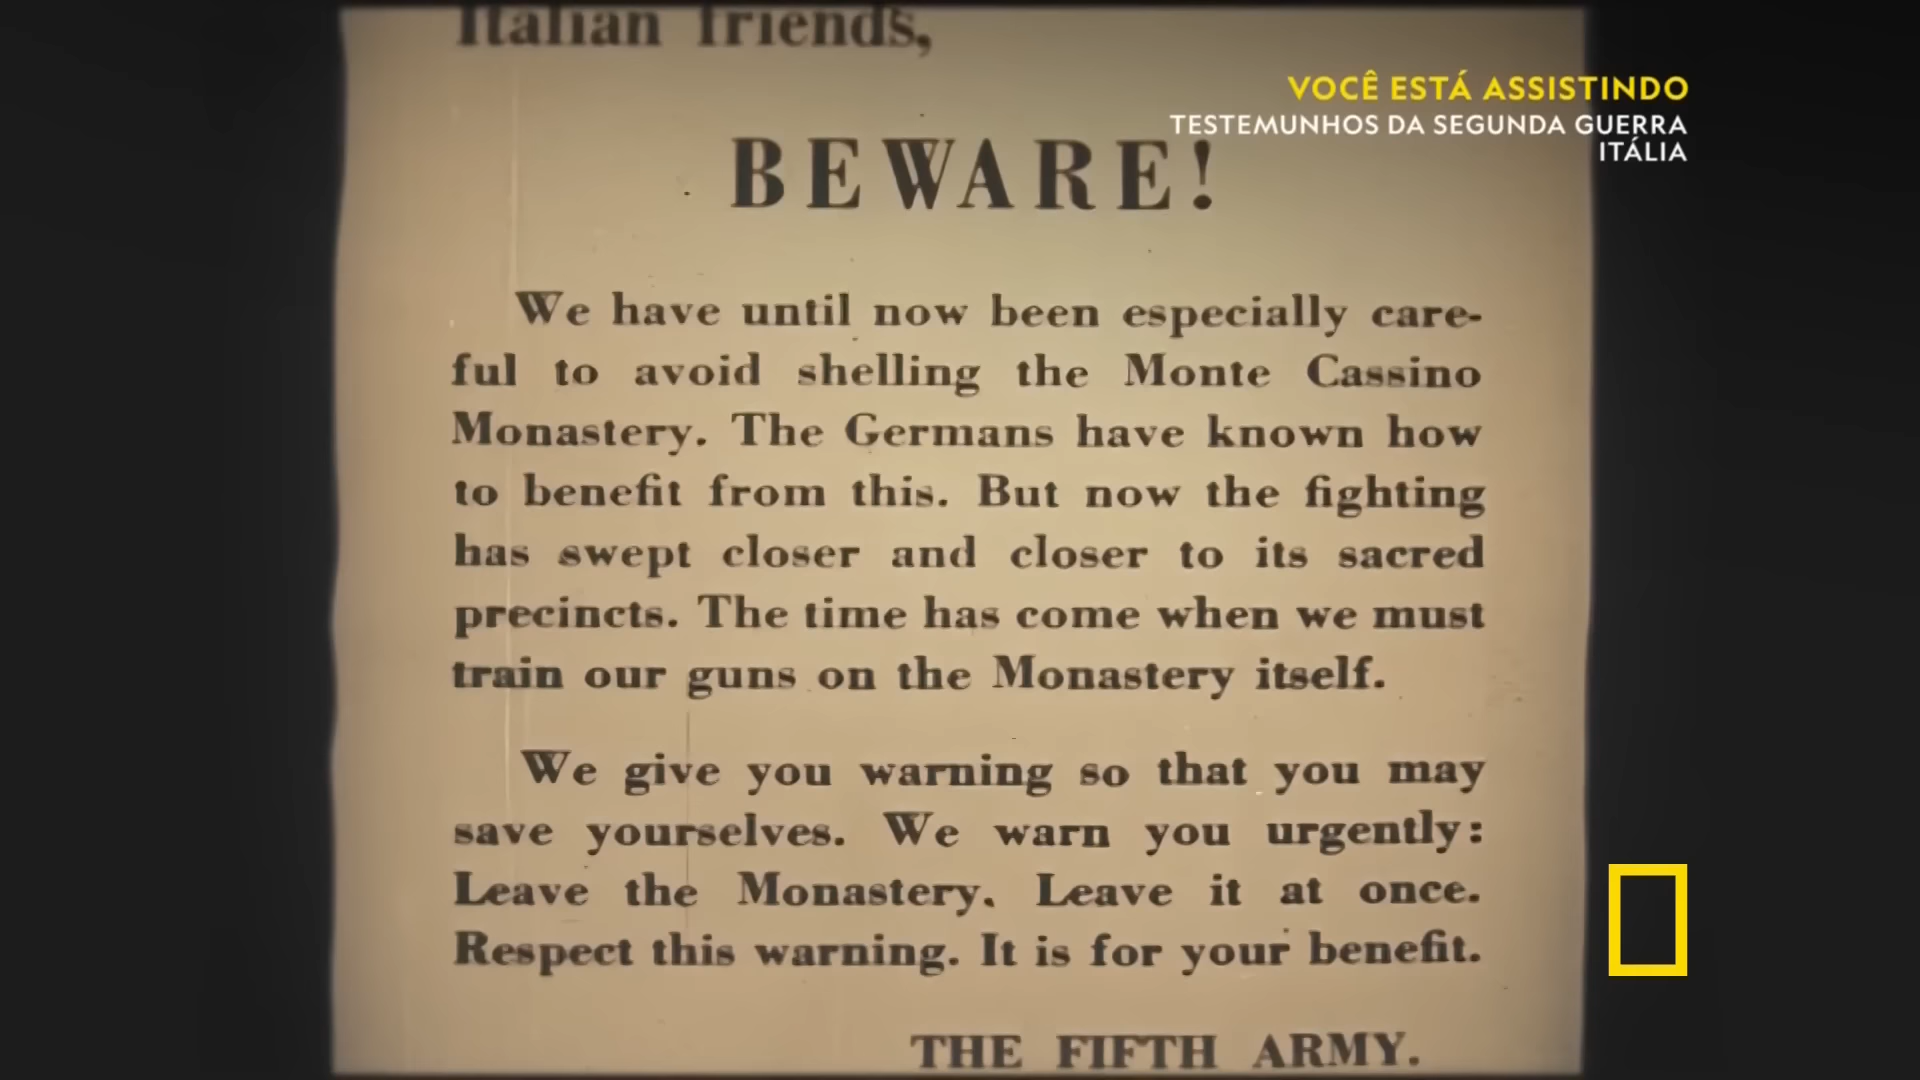 Italian friends,
VOCÊ ESTÁ ASSISTINDO
TESTEMUNHOS DA SEGUNDA GUERRA
ITÁLIA
BEWARE!
We have until now been especially care-
ful to avoid shelling the Monte Cassino
Monastery. The Germans have known how
to benefit from this. But now the fighting
has swept closer and closer to its sacred
precincts. The time has come when we must
train our guns on the Monastery itself.
We give you warning so that you may
save yourselves. We warn you urgently:
Leave the Monastery. Leave it at once.
Respect this warning. It is for your benefit.
THE FIFTH ARMY.